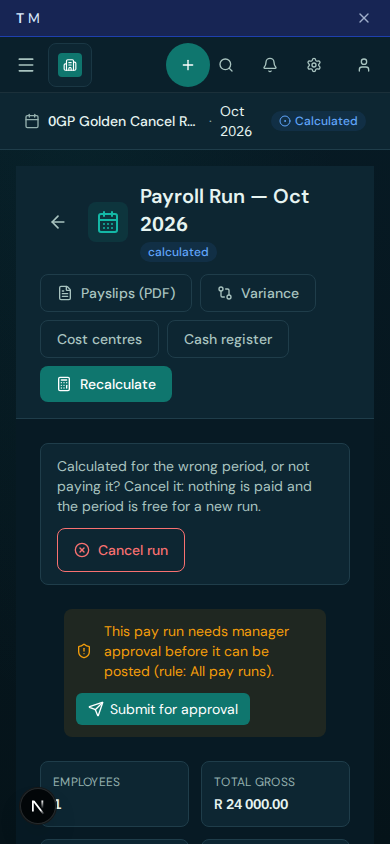 T M
0GP Golden Cancel R... · Oct 2026 Calculated
Payroll Run — Oct
2026
calculated
Payslips (PDF) Variance
Cost centres Cash register
Recalculate
Calculated for the wrong period, or not
paying it? Cancel it: nothing is paid and
the period is free for a new run.
Cancel run
This pay run needs manager
approval before it can be
posted (rule: All pay runs).
Submit for approval
EMPLOYEES TOTAL GROSS
1 R 24 000.00
N